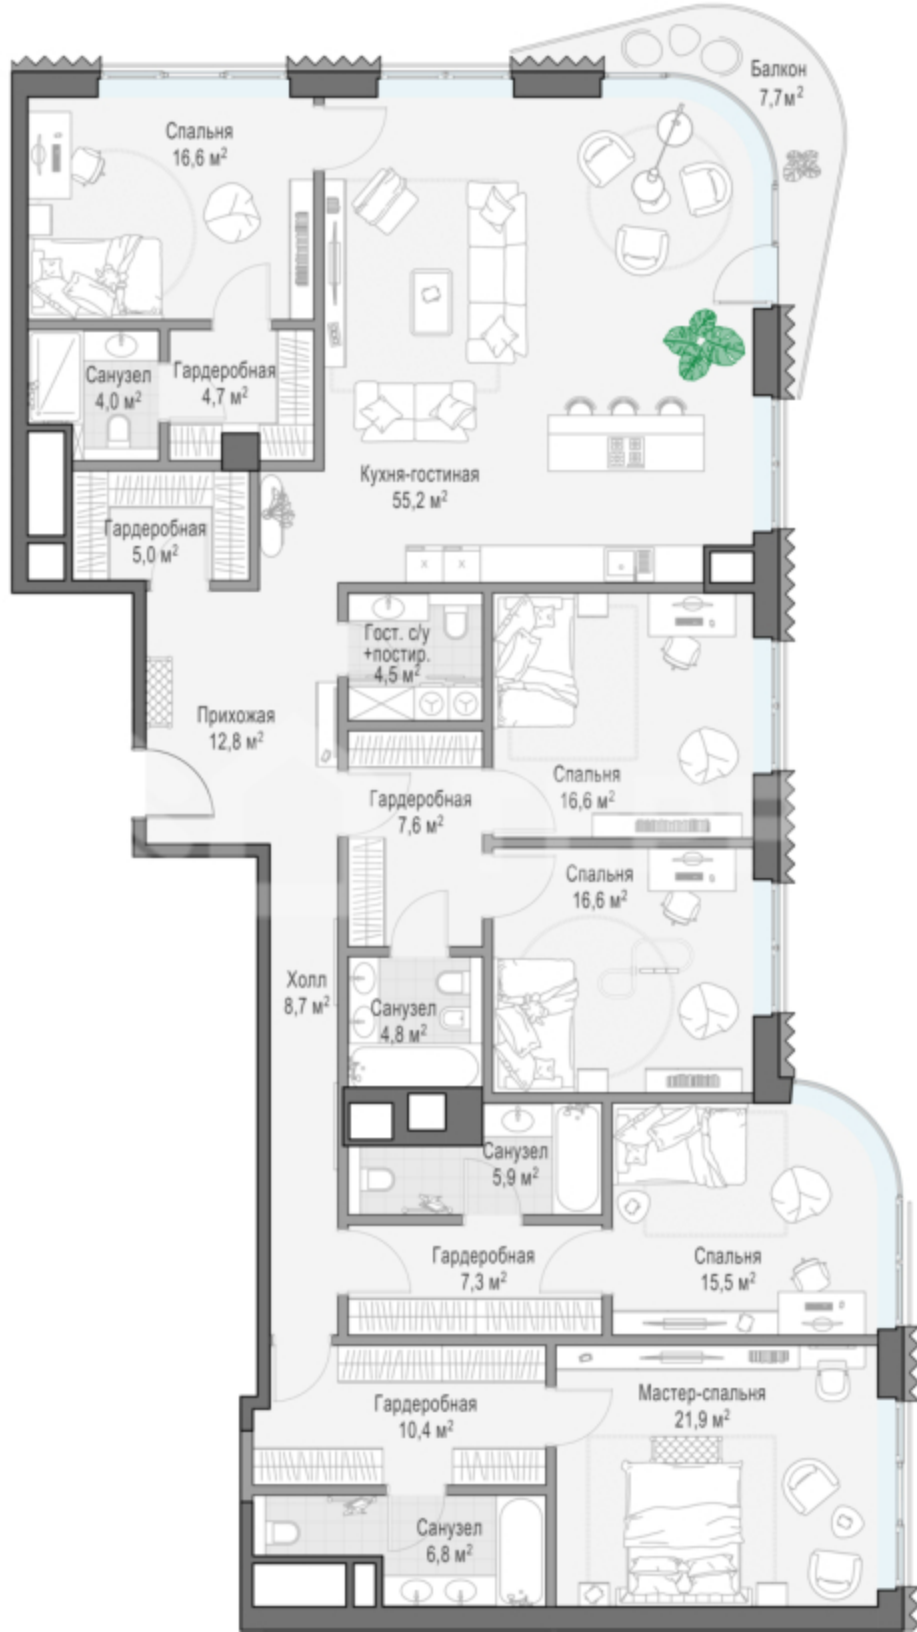 Балкон
7,7 м²
Спальня
16,6 м²
Санузел
4,0 м²
Гардеробная
4,7 м²
Кухня-гостиная
55,2 м²
Гардеробная
5,0 м²
Гост. с/у
+постир.
4,5 м²
Прихожая
12,8 м²
Спальня
16,6 м²
Гардеробная
7,6 м²
Спальня
16,6 м²
Холл
8,7 м²
Санузел
4,8 м²
Санузел
5,9 м²
Гардеробная
7,3 м²
Спальня
15,5 м²
Мастер-спальня
21,9 м²
Гардеробная
10,4 м²
Санузел
6,8 м²